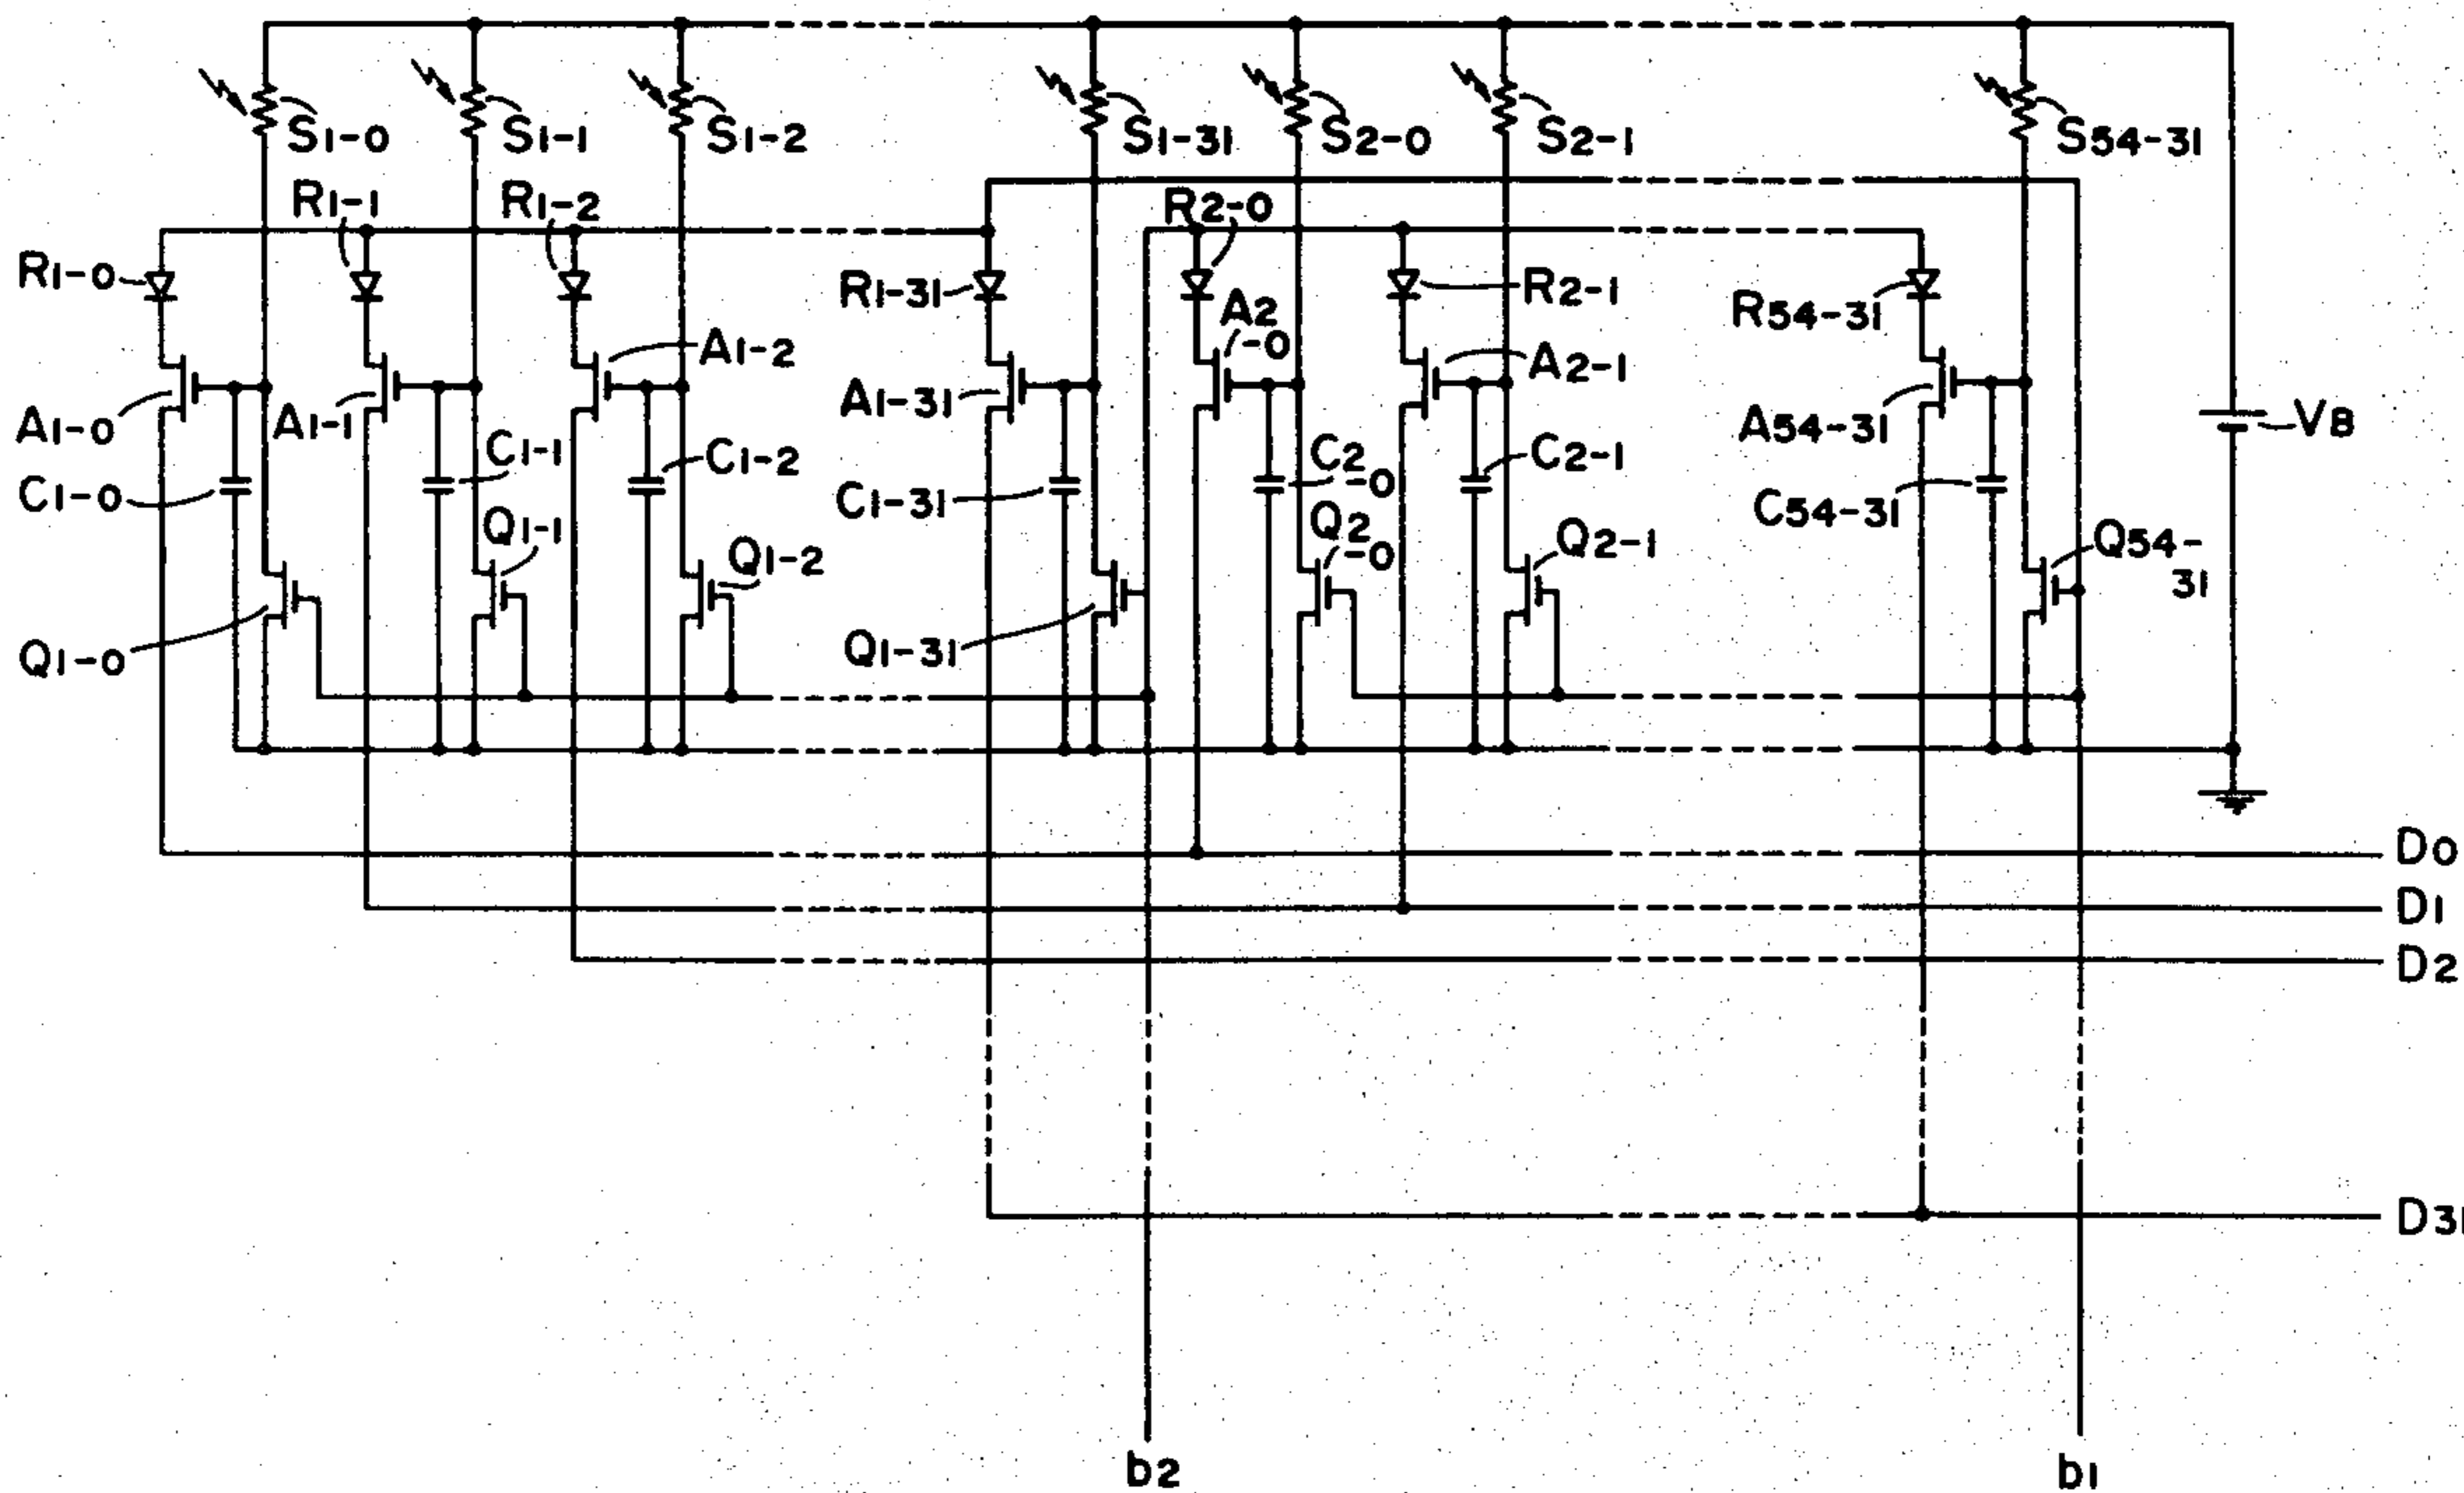 S1-0
S1-1
S1-2
S1-31
S2-0
S2-1
S54-31
R1-0
R1-1
R1-2
R1-31
R2-0
R2-1
R54-31
A1-0
A1-1
A1-2
A1-31
A2
-0
A2-1
A54-31
VB
C1-0
C1-1
C1-2
C1-31
C2
-0
C2-1
C54-31
Q1-0
Q1-1
Q1-2
Q1-31
Q2
-0
Q2-1
Q54-
31
D0
D1
D2
D31
b2
b1